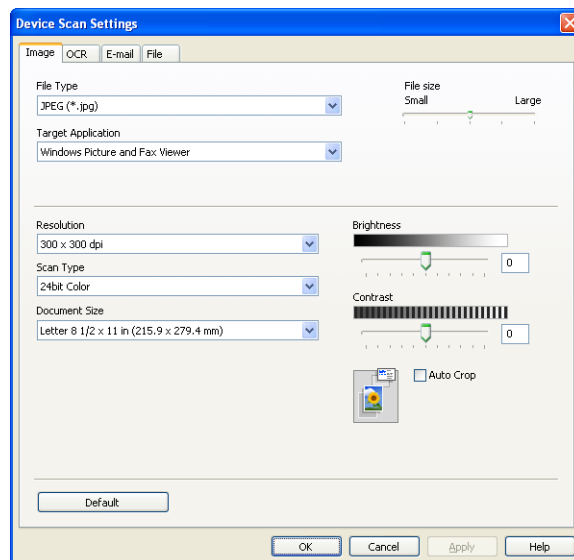 Device Scan Settings
Image OCR E-mail File
File Type
JPEG (*.jpg)
File size
Small Large
Target Application
Windows Picture and Fax Viewer
Resolution
300 x 300 dpi
Scan Type
24bit Color
Document Size
Letter 8 1/2 x 11 in (215.9 x 279.4 mm)
Brightness
0
Contrast
0
Auto Crop
Default
OK Cancel Apply Help